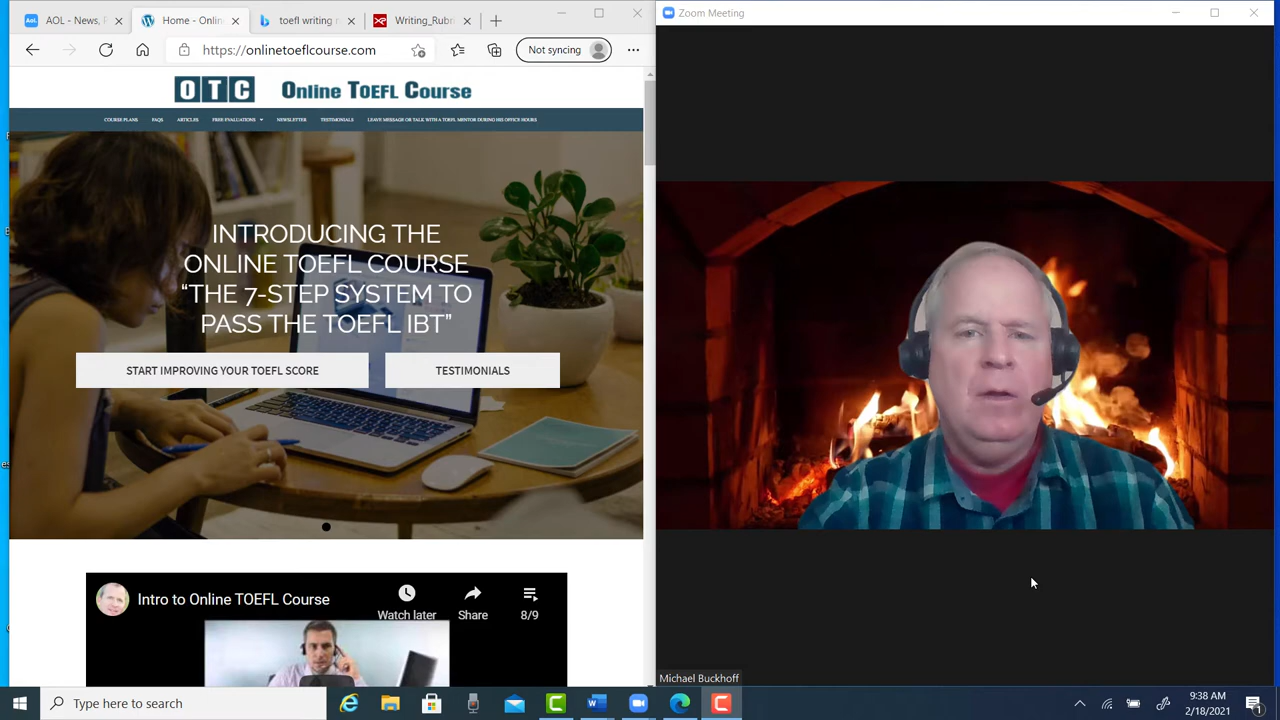 AOL - News, P
Home - Onlin
toefl writing r
Writing_Rubri
Zoom Meeting
https://onlinetoeflcourse.com
Not syncing
OTC Online TOEFL Course
COURSE PLANS FAQS ARTICLES FREE EVALUATIONS NEWSLETTER TESTIMONIALS LEAVE MESSAGE OR TALK WITH A TOEFL MENTOR DURING HIS OFFICE HOURS
INTRODUCING THE
ONLINE TOEFL COURSE
“THE 7-STEP SYSTEM TO
PASS THE TOEFL IBT”
START IMPROVING YOUR TOEFL SCORE
TESTIMONIALS
Intro to Online TOEFL Course
Watch later
Share
8/9
Michael Buckhoff
Type here to search
9:38 AM
2/18/2021